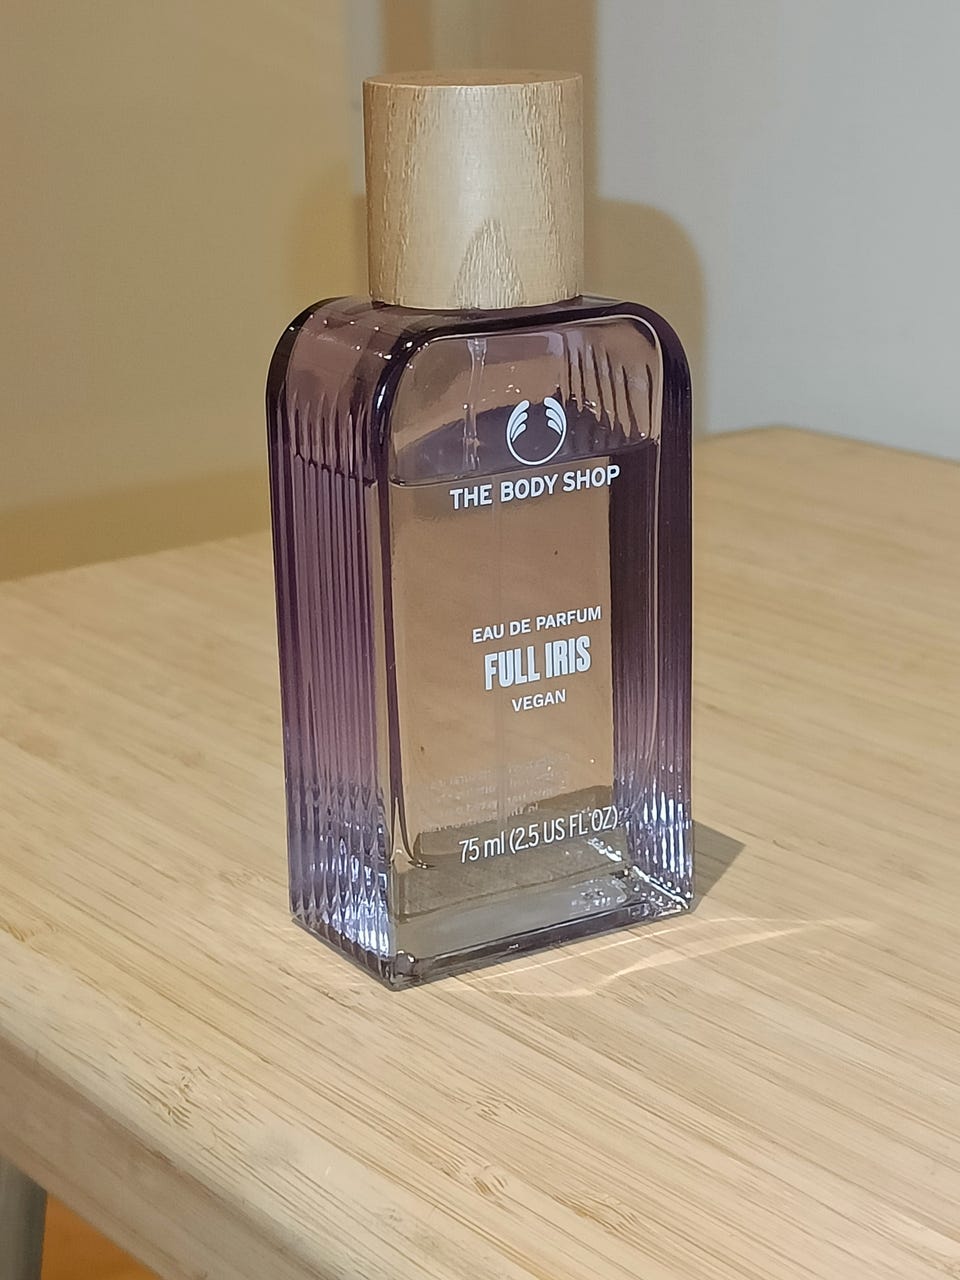 THE BODY SHOP
EAU DE PARFUM
FULL IRIS
VEGAN
75 ml (2.5 US FL OZ)